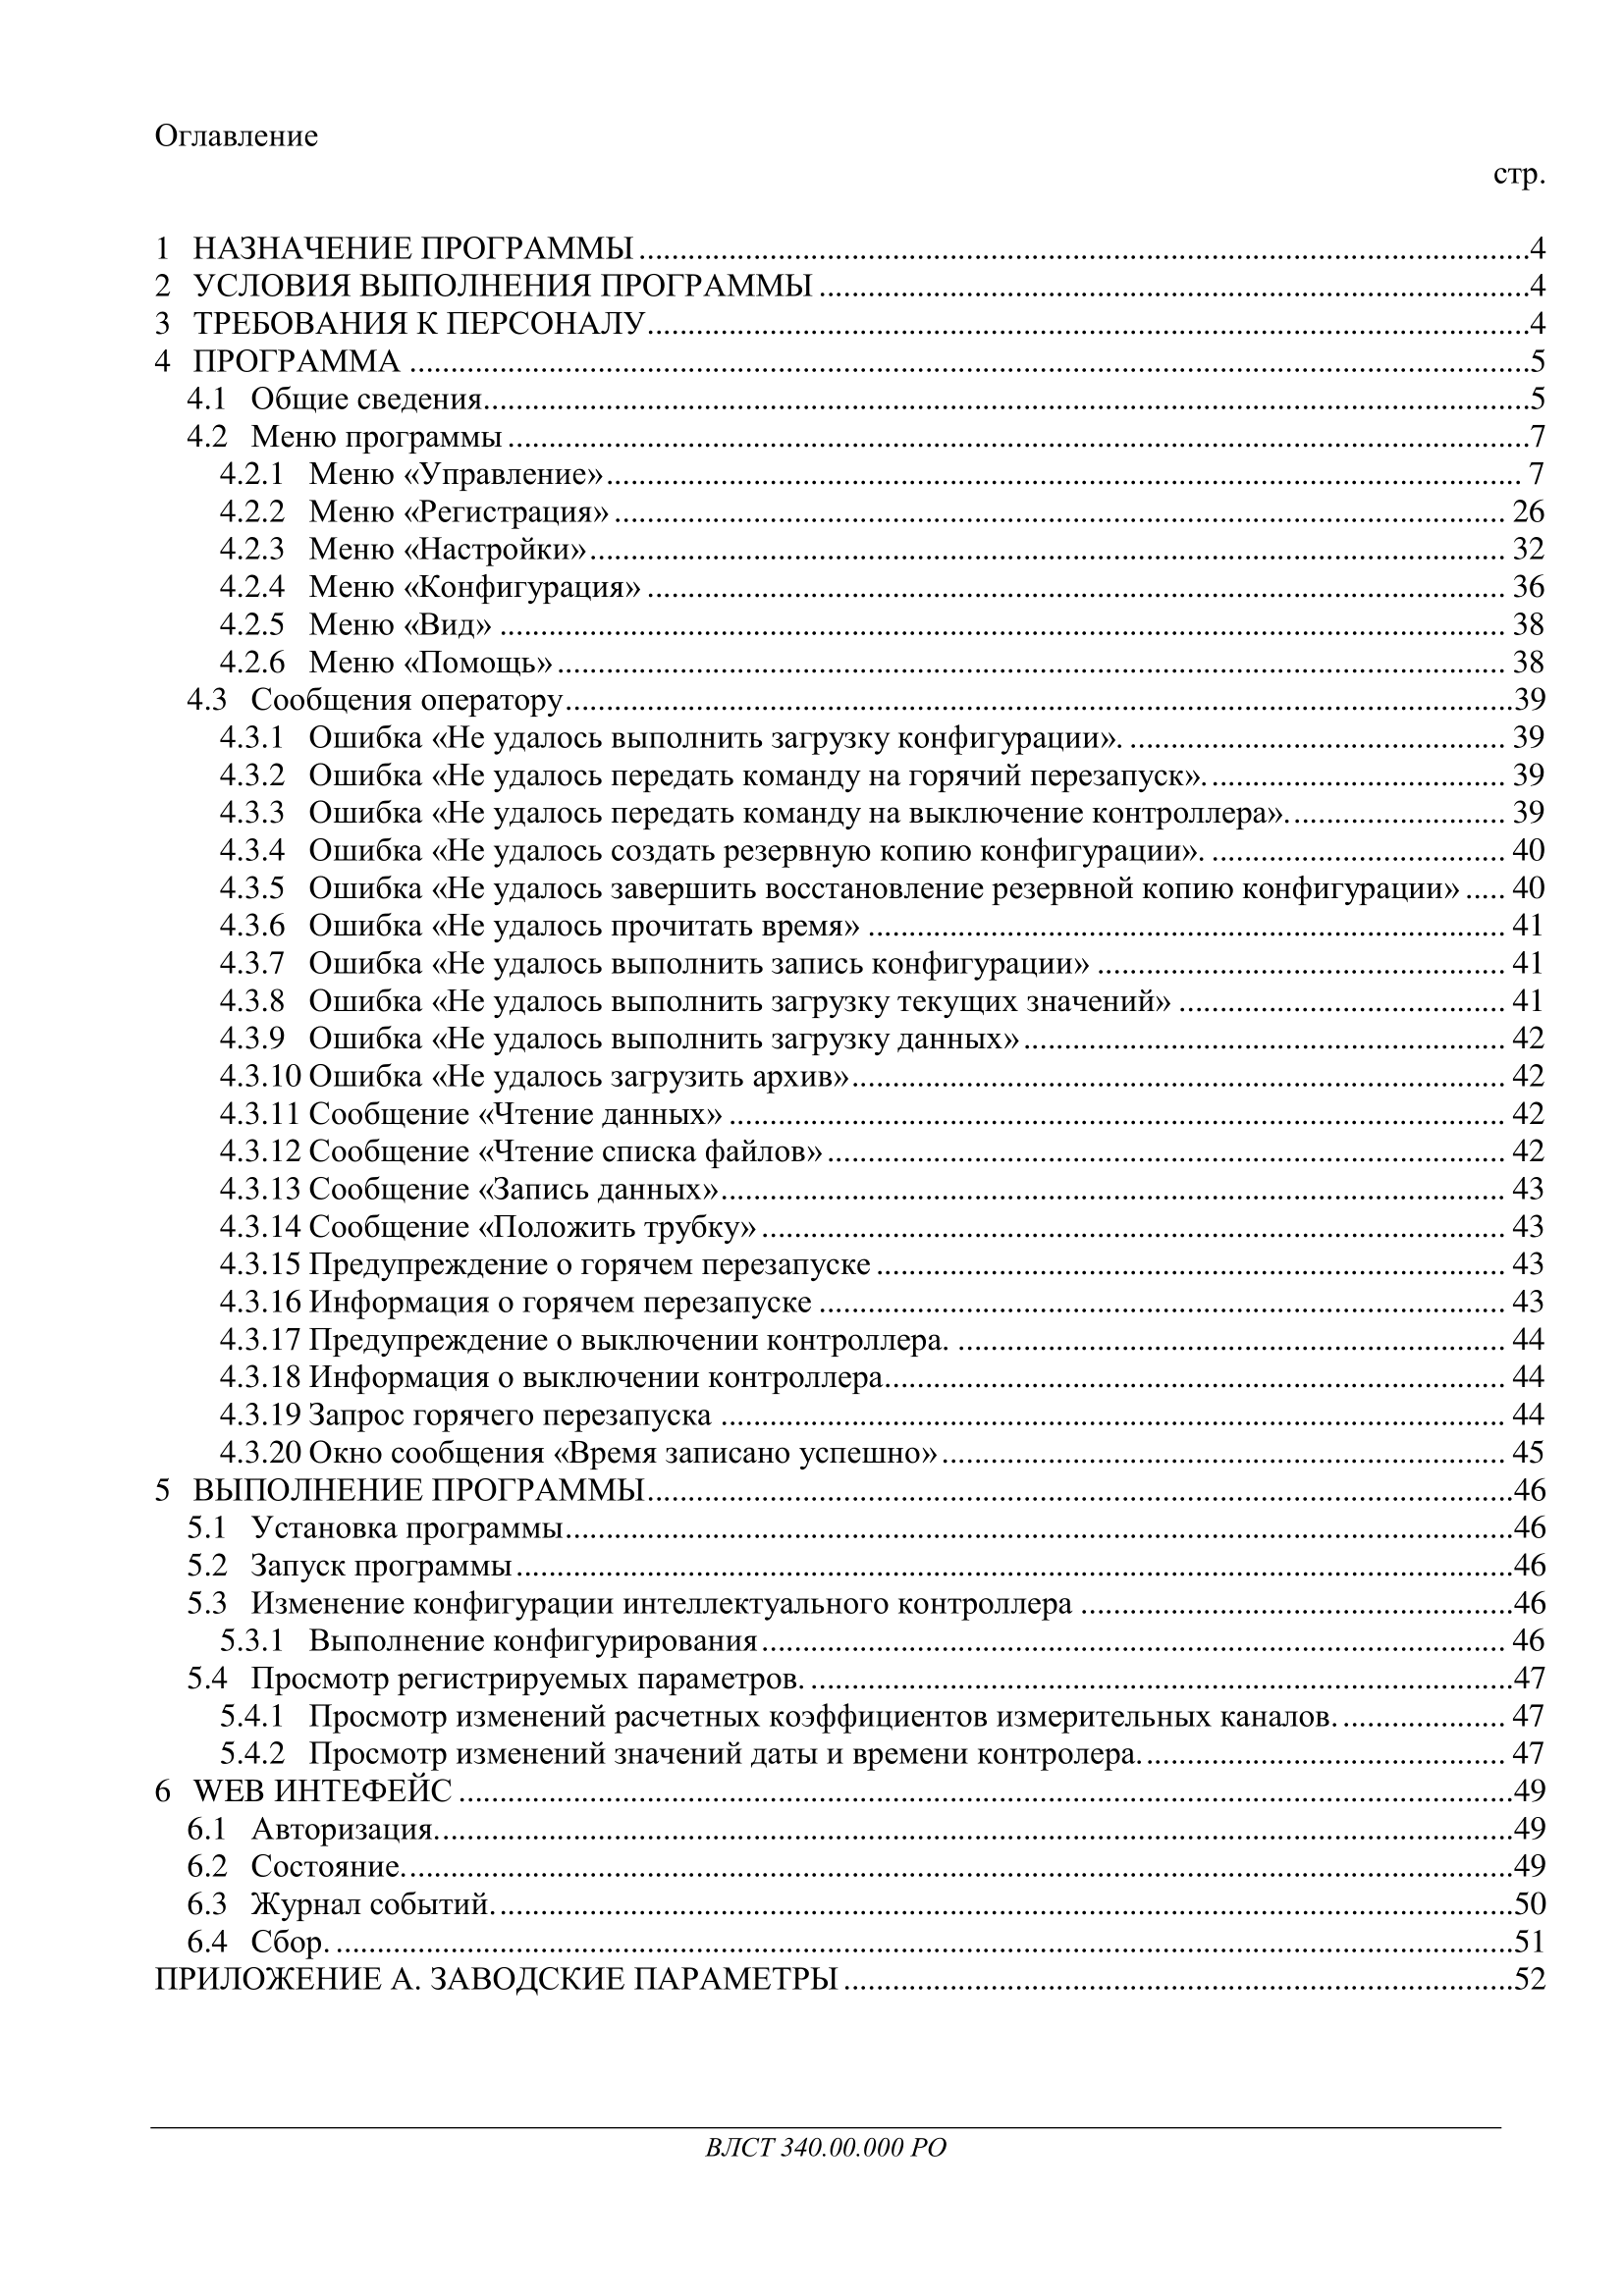 Оглавление
стр.
1 НАЗНАЧЕНИЕ ПРОГРАММЫ ........ 4
2 УСЛОВИЯ ВЫПОЛНЕНИЯ ПРОГРАММЫ ........ 4
3 ТРЕБОВАНИЯ К ПЕРСОНАЛУ ........ 4
4 ПРОГРАММА ........ 5
4.1 Общие сведения ........ 5
4.2 Меню программы ........ 7
4.2.1 Меню «Управление» ........ 7
4.2.2 Меню «Регистрация» ........ 26
4.2.3 Меню «Настройки» ........ 32
4.2.4 Меню «Конфигурация» ........ 36
4.2.5 Меню «Вид» ........ 38
4.2.6 Меню «Помощь» ........ 38
4.3 Сообщения оператору ........ 39
4.3.1 Ошибка «Не удалось выполнить загрузку конфигурации». ........ 39
4.3.2 Ошибка «Не удалось передать команду на горячий перезапуск». ........ 39
4.3.3 Ошибка «Не удалось передать команду на выключение контроллера». ........ 39
4.3.4 Ошибка «Не удалось создать резервную копию конфигурации». ........ 40
4.3.5 Ошибка «Не удалось завершить восстановление резервной копию конфигурации» ..... 40
4.3.6 Ошибка «Не удалось прочитать время» ........ 41
4.3.7 Ошибка «Не удалось выполнить запись конфигурации» ........ 41
4.3.8 Ошибка «Не удалось выполнить загрузку текущих значений» ........ 41
4.3.9 Ошибка «Не удалось выполнить загрузку данных» ........ 42
4.3.10 Ошибка «Не удалось загрузить архив» ........ 42
4.3.11 Сообщение «Чтение данных» ........ 42
4.3.12 Сообщение «Чтение списка файлов» ........ 42
4.3.13 Сообщение «Запись данных» ........ 43
4.3.14 Сообщение «Положить трубку» ........ 43
4.3.15 Предупреждение о горячем перезапуске ........ 43
4.3.16 Информация о горячем перезапуске ........ 43
4.3.17 Предупреждение о выключении контроллера. ........ 44
4.3.18 Информация о выключении контроллера ........ 44
4.3.19 Запрос горячего перезапуска ........ 44
4.3.20 Окно сообщения «Время записано успешно» ........ 45
5 ВЫПОЛНЕНИЕ ПРОГРАММЫ ........ 46
5.1 Установка программы ........ 46
5.2 Запуск программы ........ 46
5.3 Изменение конфигурации интеллектуального контроллера ........ 46
5.3.1 Выполнение конфигурирования ........ 46
5.4 Просмотр регистрируемых параметров. ........ 47
5.4.1 Просмотр изменений расчетных коэффициентов измерительных каналов. ........ 47
5.4.2 Просмотр изменений значений даты и времени контролера. ........ 47
6 WEB ИНТЕФЕЙС ........ 49
6.1 Авторизация. ........ 49
6.2 Состояние. ........ 49
6.3 Журнал событий. ........ 50
6.4 Сбор. ........ 51
ПРИЛОЖЕНИЕ А. ЗАВОДСКИЕ ПАРАМЕТРЫ ........ 52
ВЛСТ 340.00.000 РО